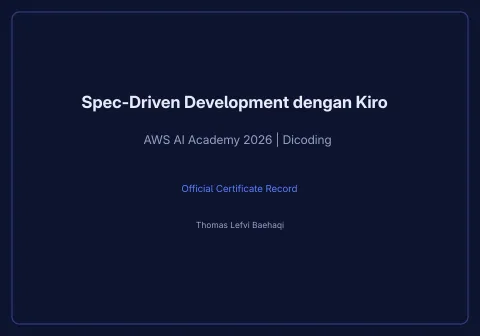 Spec-Driven Development dengan Kiro
AWS AI Academy 2026 | Dicoding
Official Certificate Record
Thomas Lefvi Baehaqi